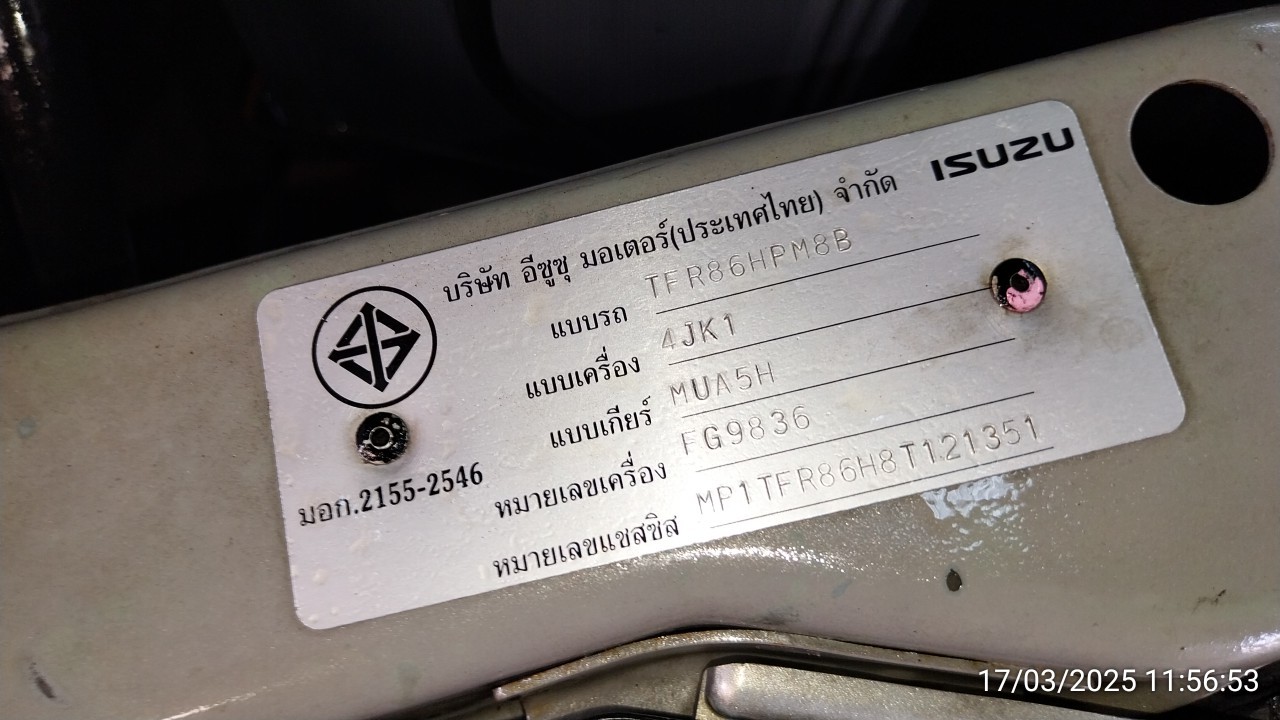 ISUZU
บริษัท อีซูซุ มอเตอร์(ประเทศไทย) จำกัด
แบบรถ TFR86HPM8B
แบบเครื่อง 4JK1
แบบเกียร์ MUA5H
หมายเลขเครื่อง FG9836
หมายเลขแชสซิส MP1TFR86H8T121351
มอก.2155-2546
17/03/2025 11:56:53